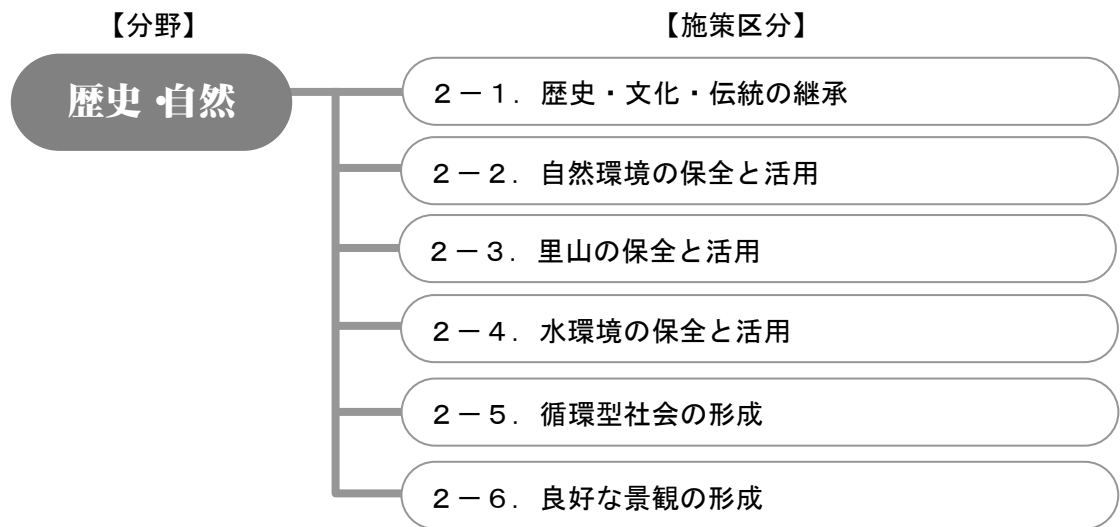 【分野】
【施策区分】
歴史・自然
２－１．歴史・文化・伝統の継承
２－２．自然環境の保全と活用
２－３．里山の保全と活用
２－４．水環境の保全と活用
２－５．循環型社会の形成
２－６．良好な景観の形成